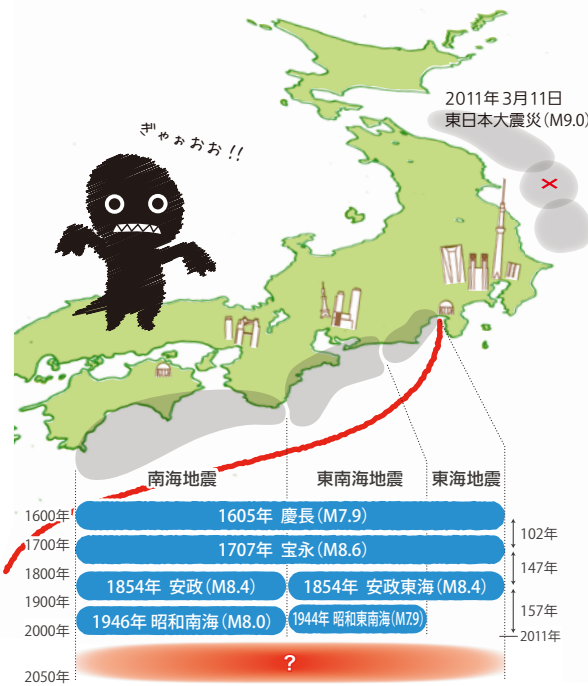 2011年3月11日
東日本大震災（M9.0）
ぎゃぉおお!!
南海地震
東南海地震
東海地震
1600年
1605年 慶長（M7.9）
102年
1700年
1707年 宝永（M8.6）
147年
1800年
1854年 安政（M8.4）
1854年 安政東海（M8.4）
1900年
157年
1946年 昭和南海（M8.0）
1944年 昭和東南海（M7.9）
2000年
2011年
?
2050年